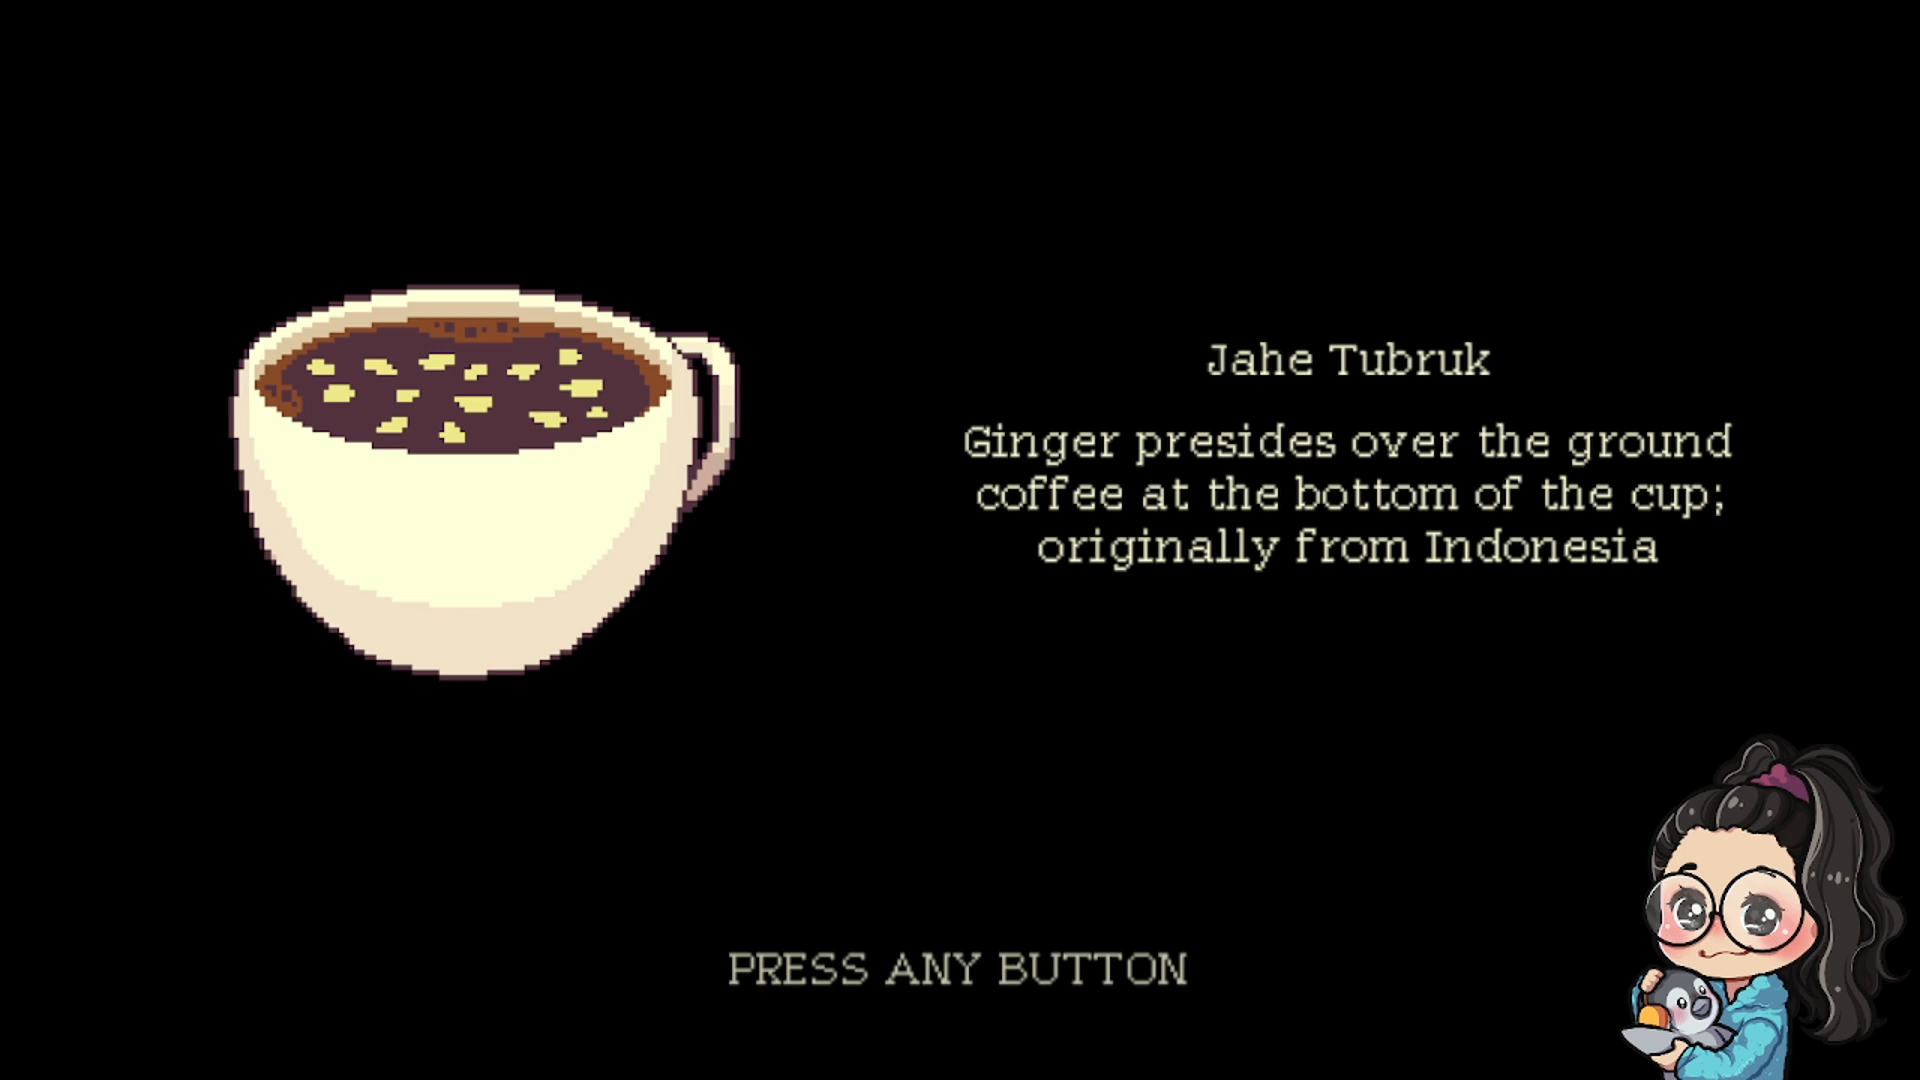 Jahe Tubruk
Ginger presides over the ground
coffee at the bottom of the cup;
originally from Indonesia
PRESS ANY BUTTON